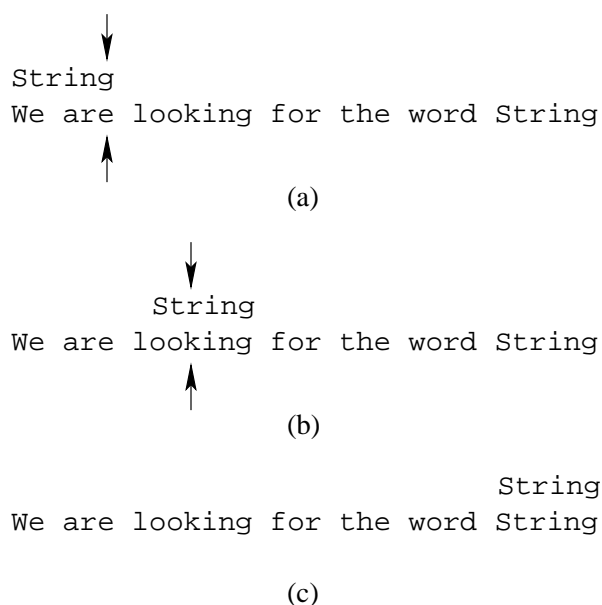 String
We are looking for the word String
(a)
String
We are looking for the word String
(b)
String
We are looking for the word String
(c)